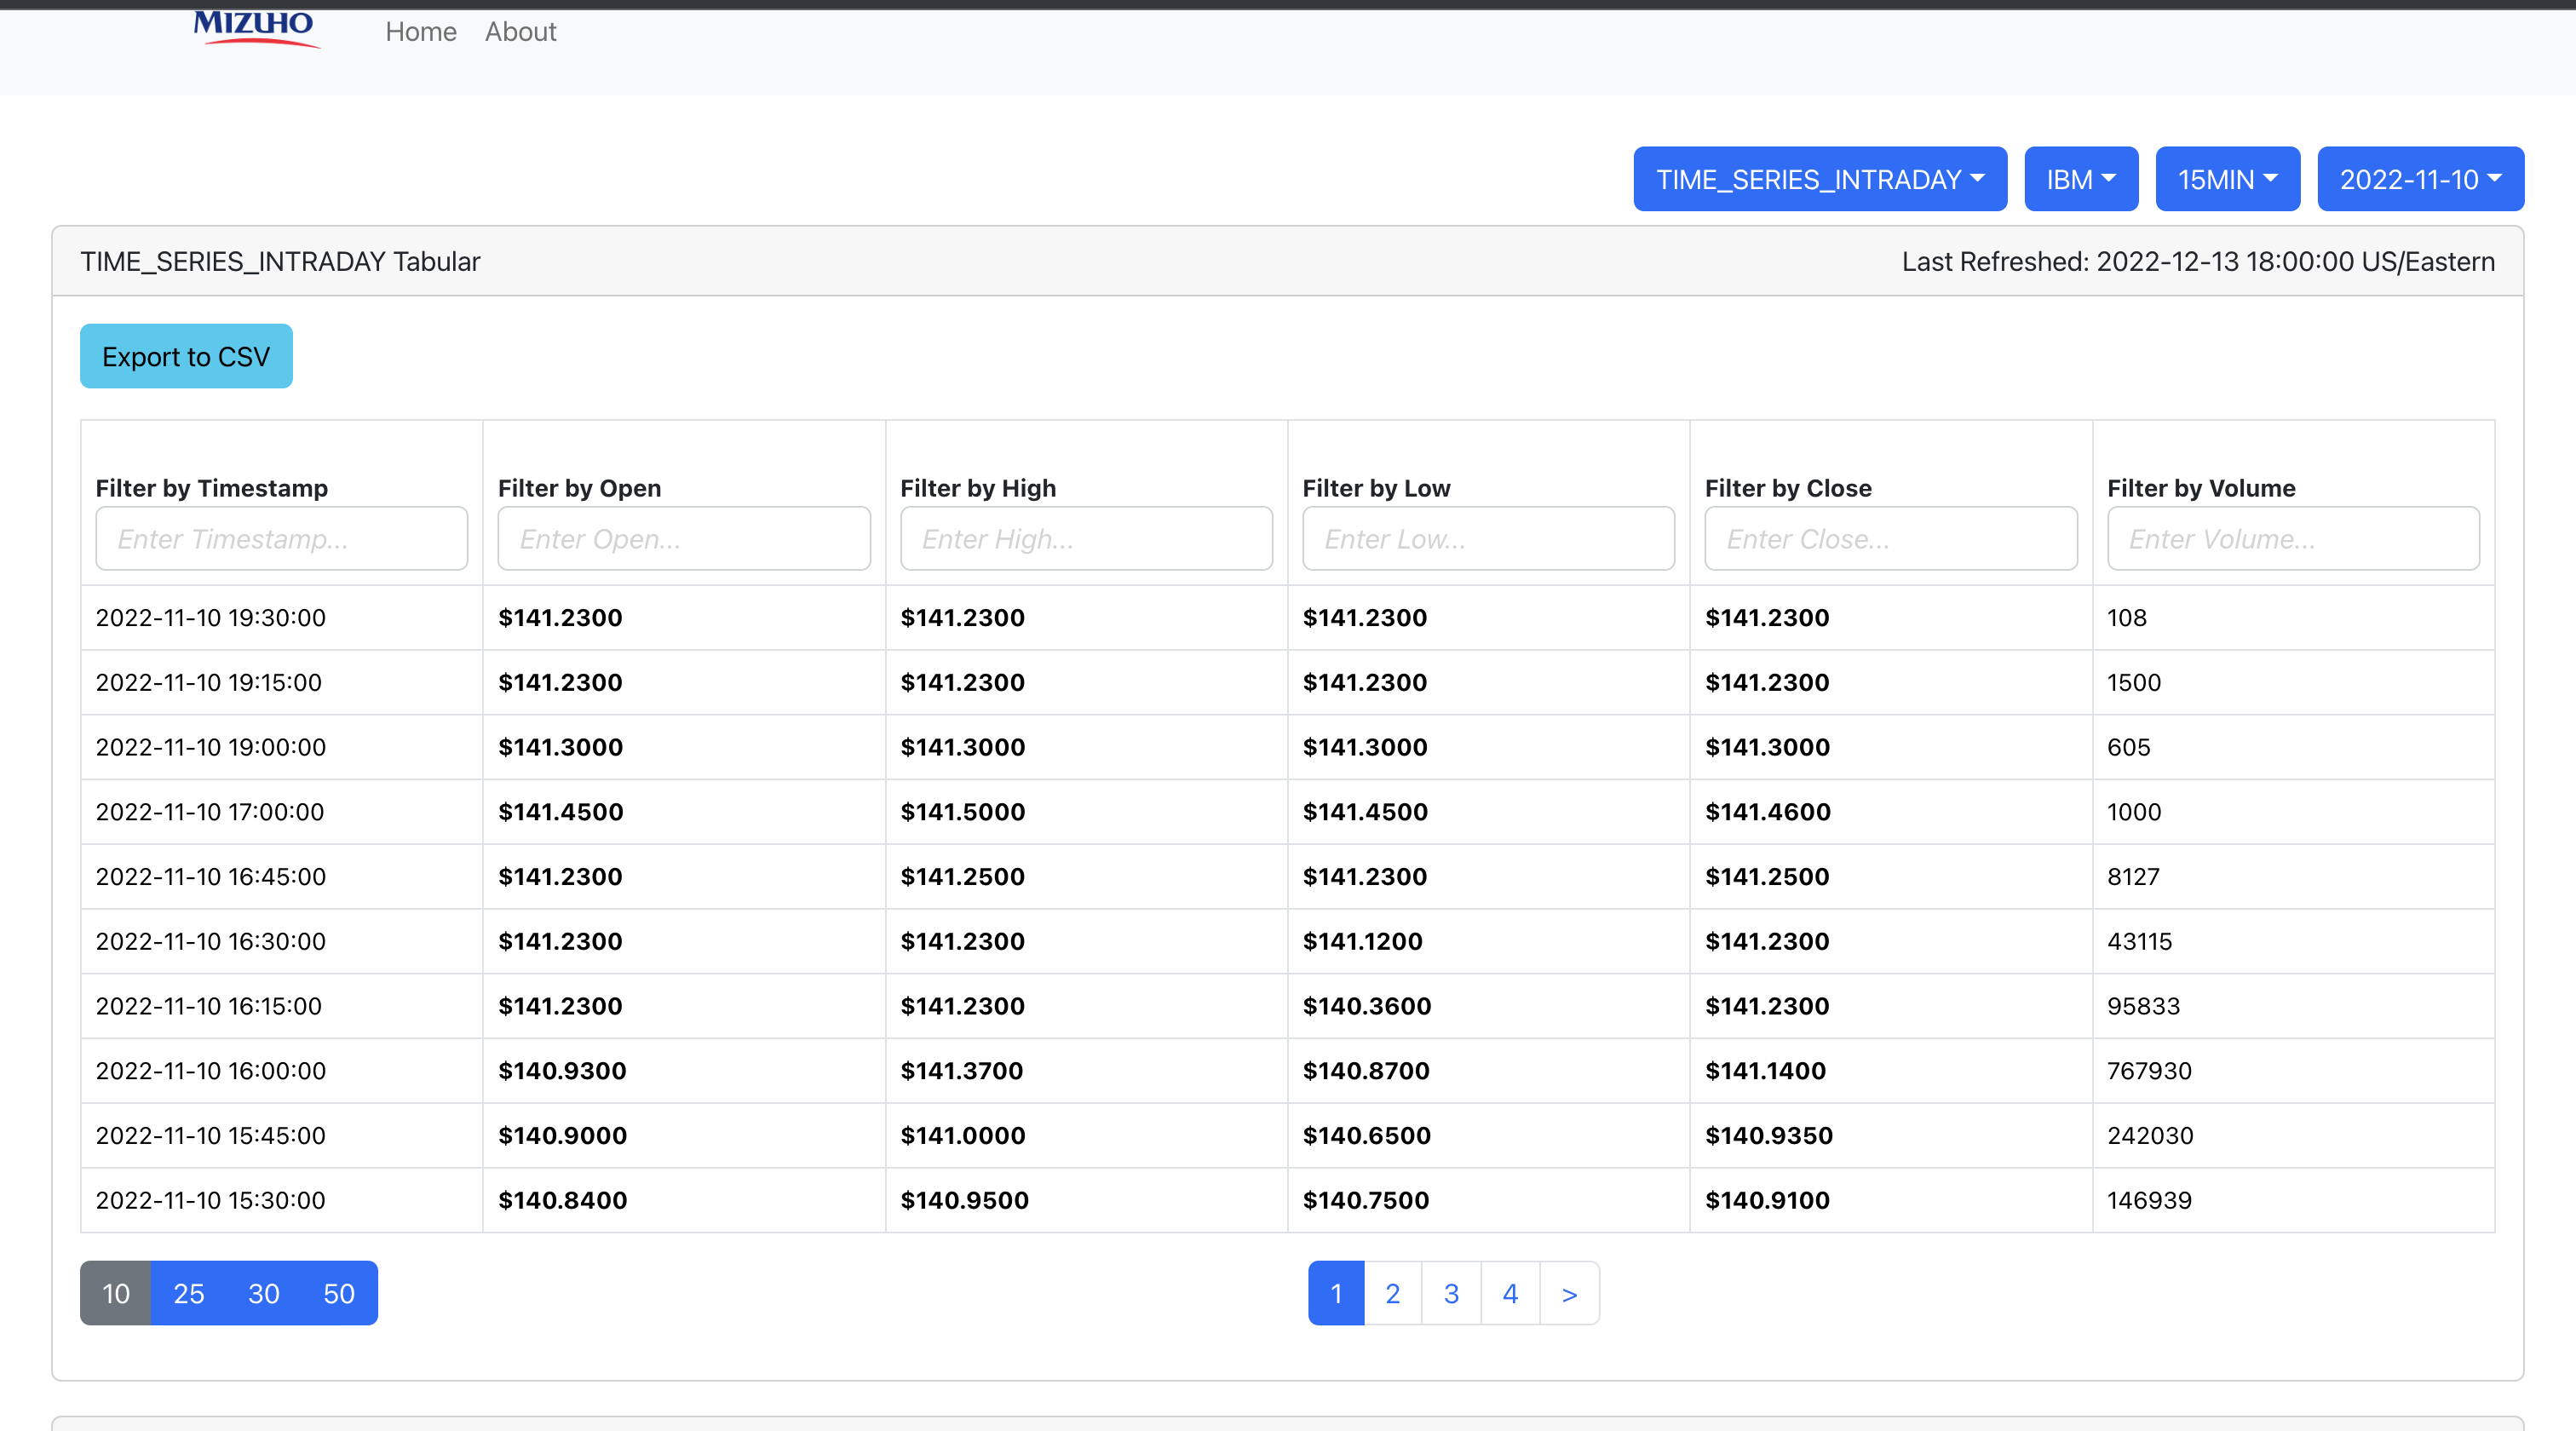 MIZUHO Home About
TIME_SERIES_INTRADAY IBM 15MIN 2022-11-10
TIME_SERIES_INTRADAY Tabular Last Refreshed: 2022-12-13 18:00:00 US/Eastern
Export to CSV
Filter by Timestamp Filter by Open Filter by High Filter by Low Filter by Close Filter by Volume
Enter Timestamp... Enter Open... Enter High... Enter Low... Enter Close... Enter Volume...
2022-11-10 19:30:00 $141.2300 $141.2300 $141.2300 $141.2300 108
2022-11-10 19:15:00 $141.2300 $141.2300 $141.2300 $141.2300 1500
2022-11-10 19:00:00 $141.3000 $141.3000 $141.3000 $141.3000 605
2022-11-10 17:00:00 $141.4500 $141.5000 $141.4500 $141.4600 1000
2022-11-10 16:45:00 $141.2300 $141.2500 $141.2300 $141.2500 8127
2022-11-10 16:30:00 $141.2300 $141.2300 $141.1200 $141.2300 43115
2022-11-10 16:15:00 $141.2300 $141.2300 $140.3600 $141.2300 95833
2022-11-10 16:00:00 $140.9300 $141.3700 $140.8700 $141.1400 767930
2022-11-10 15:45:00 $140.9000 $141.0000 $140.6500 $140.9350 242030
2022-11-10 15:30:00 $140.8400 $140.9500 $140.7500 $140.9100 146939
10 25 30 50 1 2 3 4 >